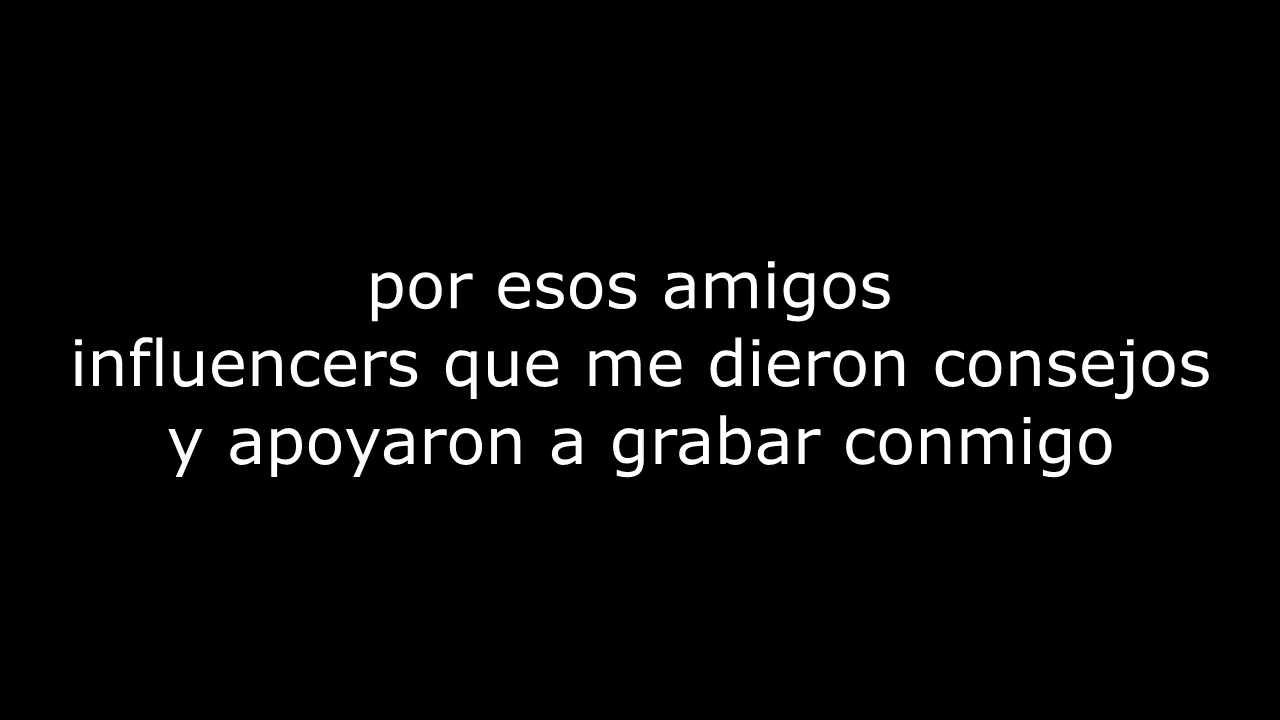 por esos amigos
influencers que me dieron consejos
y apoyaron a grabar conmigo